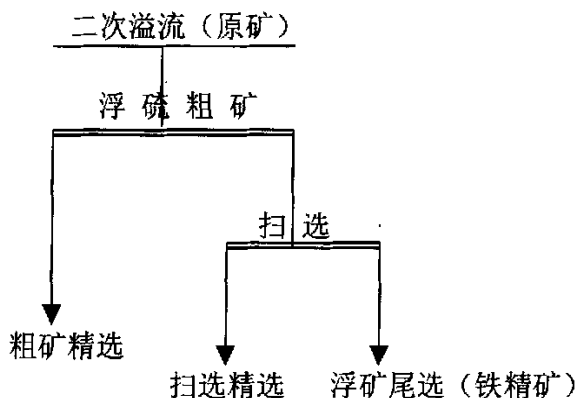 二次溢流（原矿）
浮硫粗矿
扫选
粗矿精选
扫选精选
浮矿尾选（铁精矿）